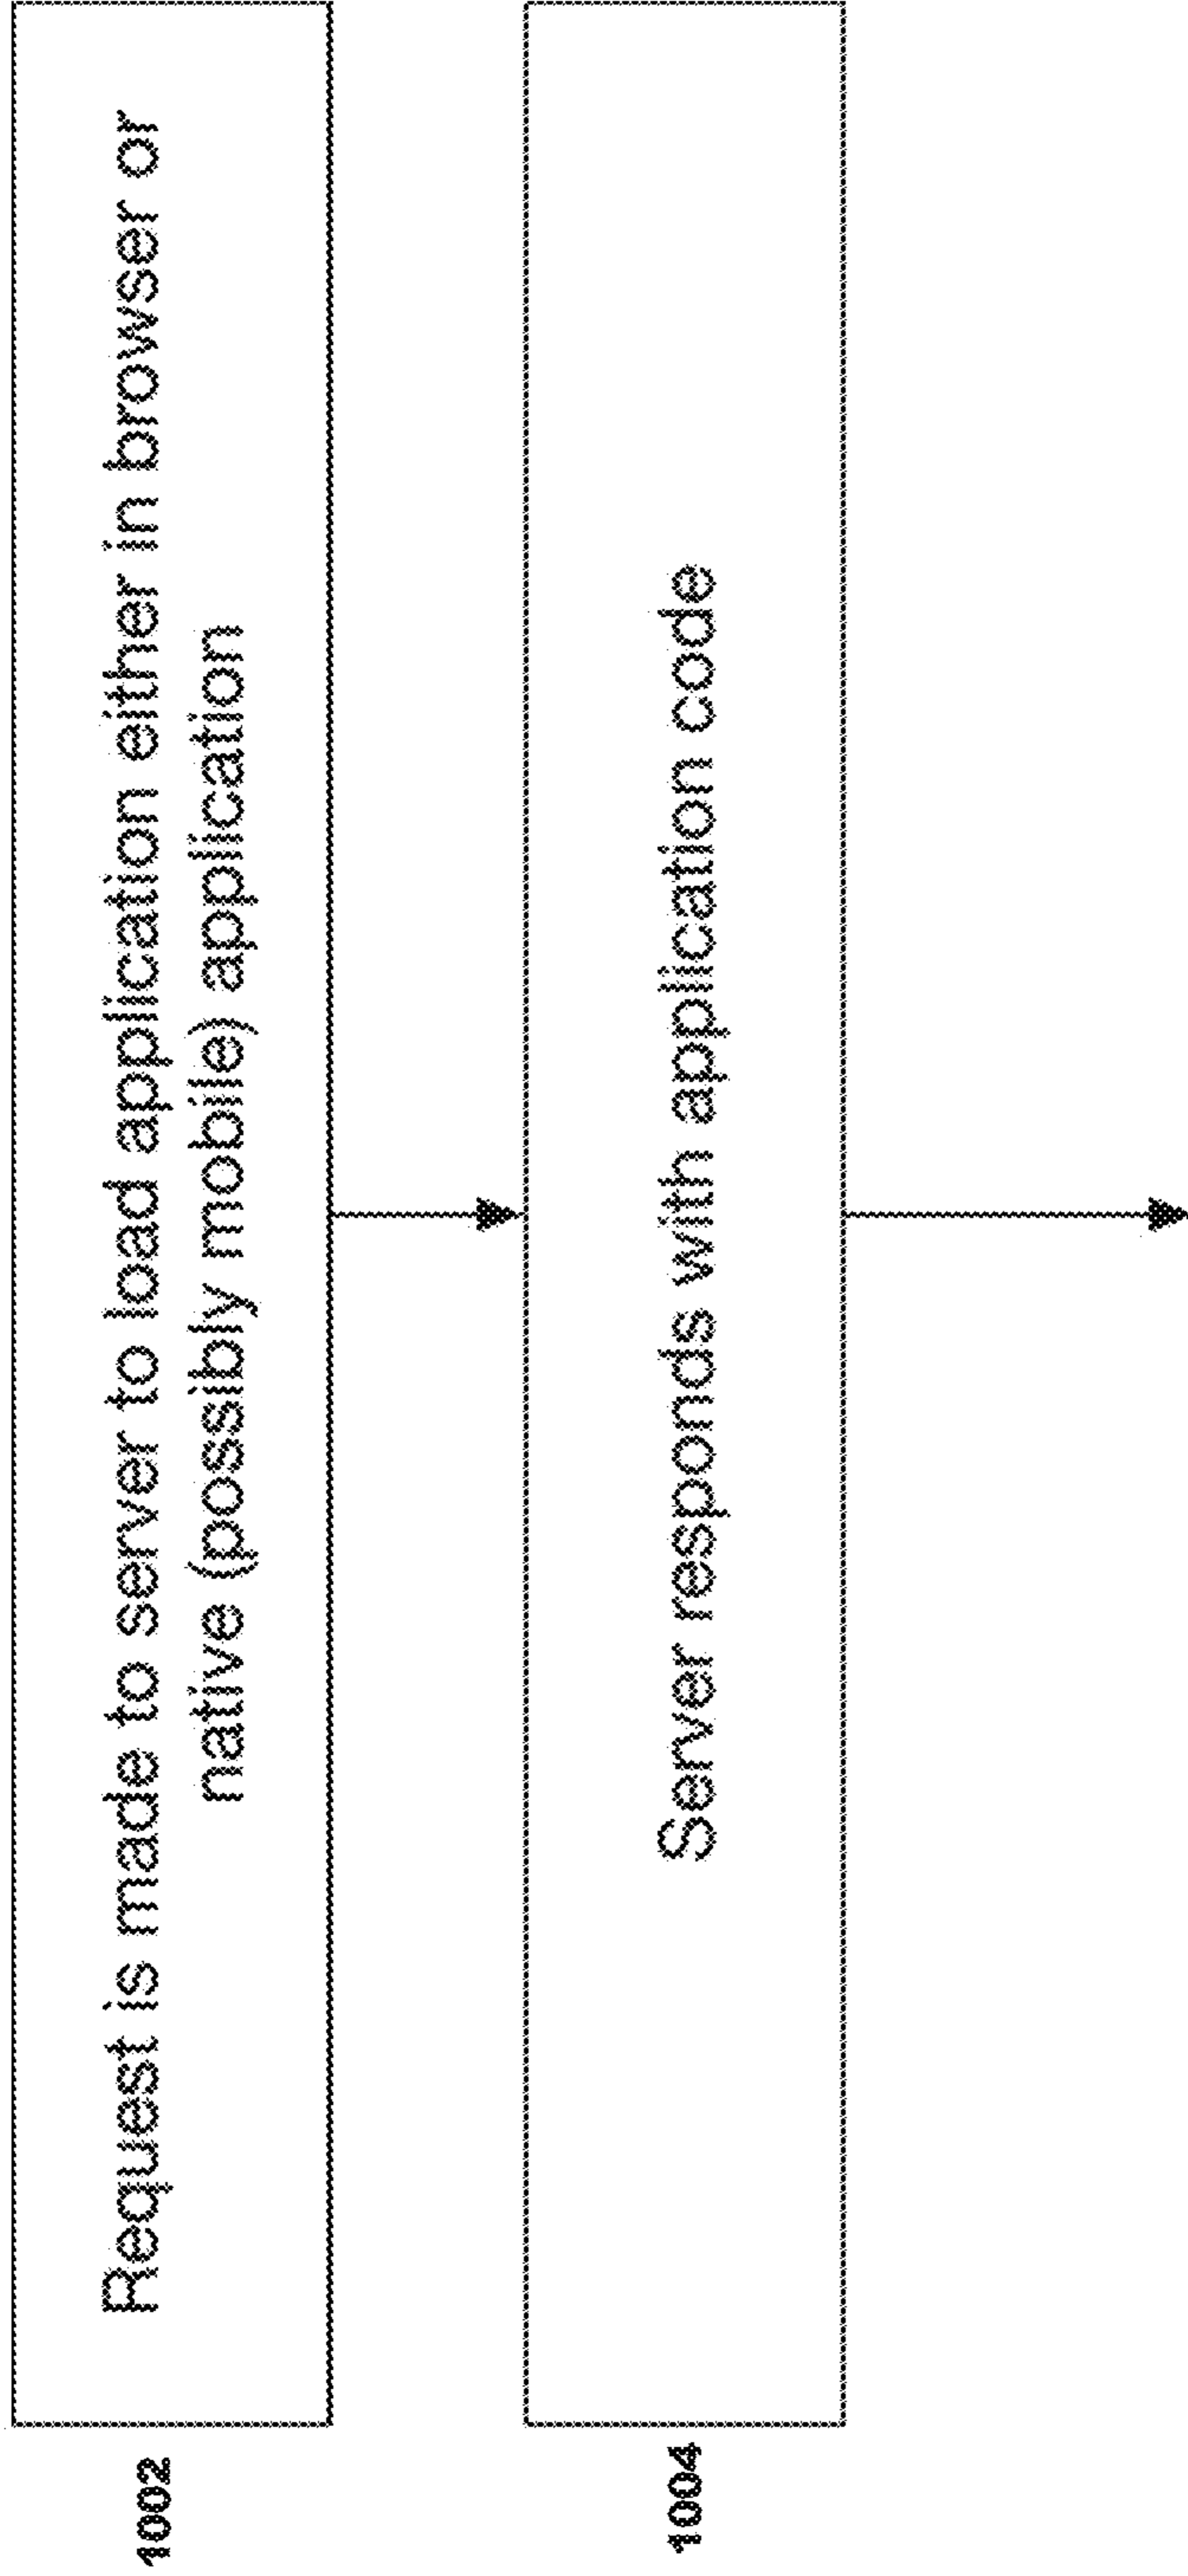 1002
Request is made to server to load application either in browser or
native (possibly mobile) application
1004
Server responds with application code